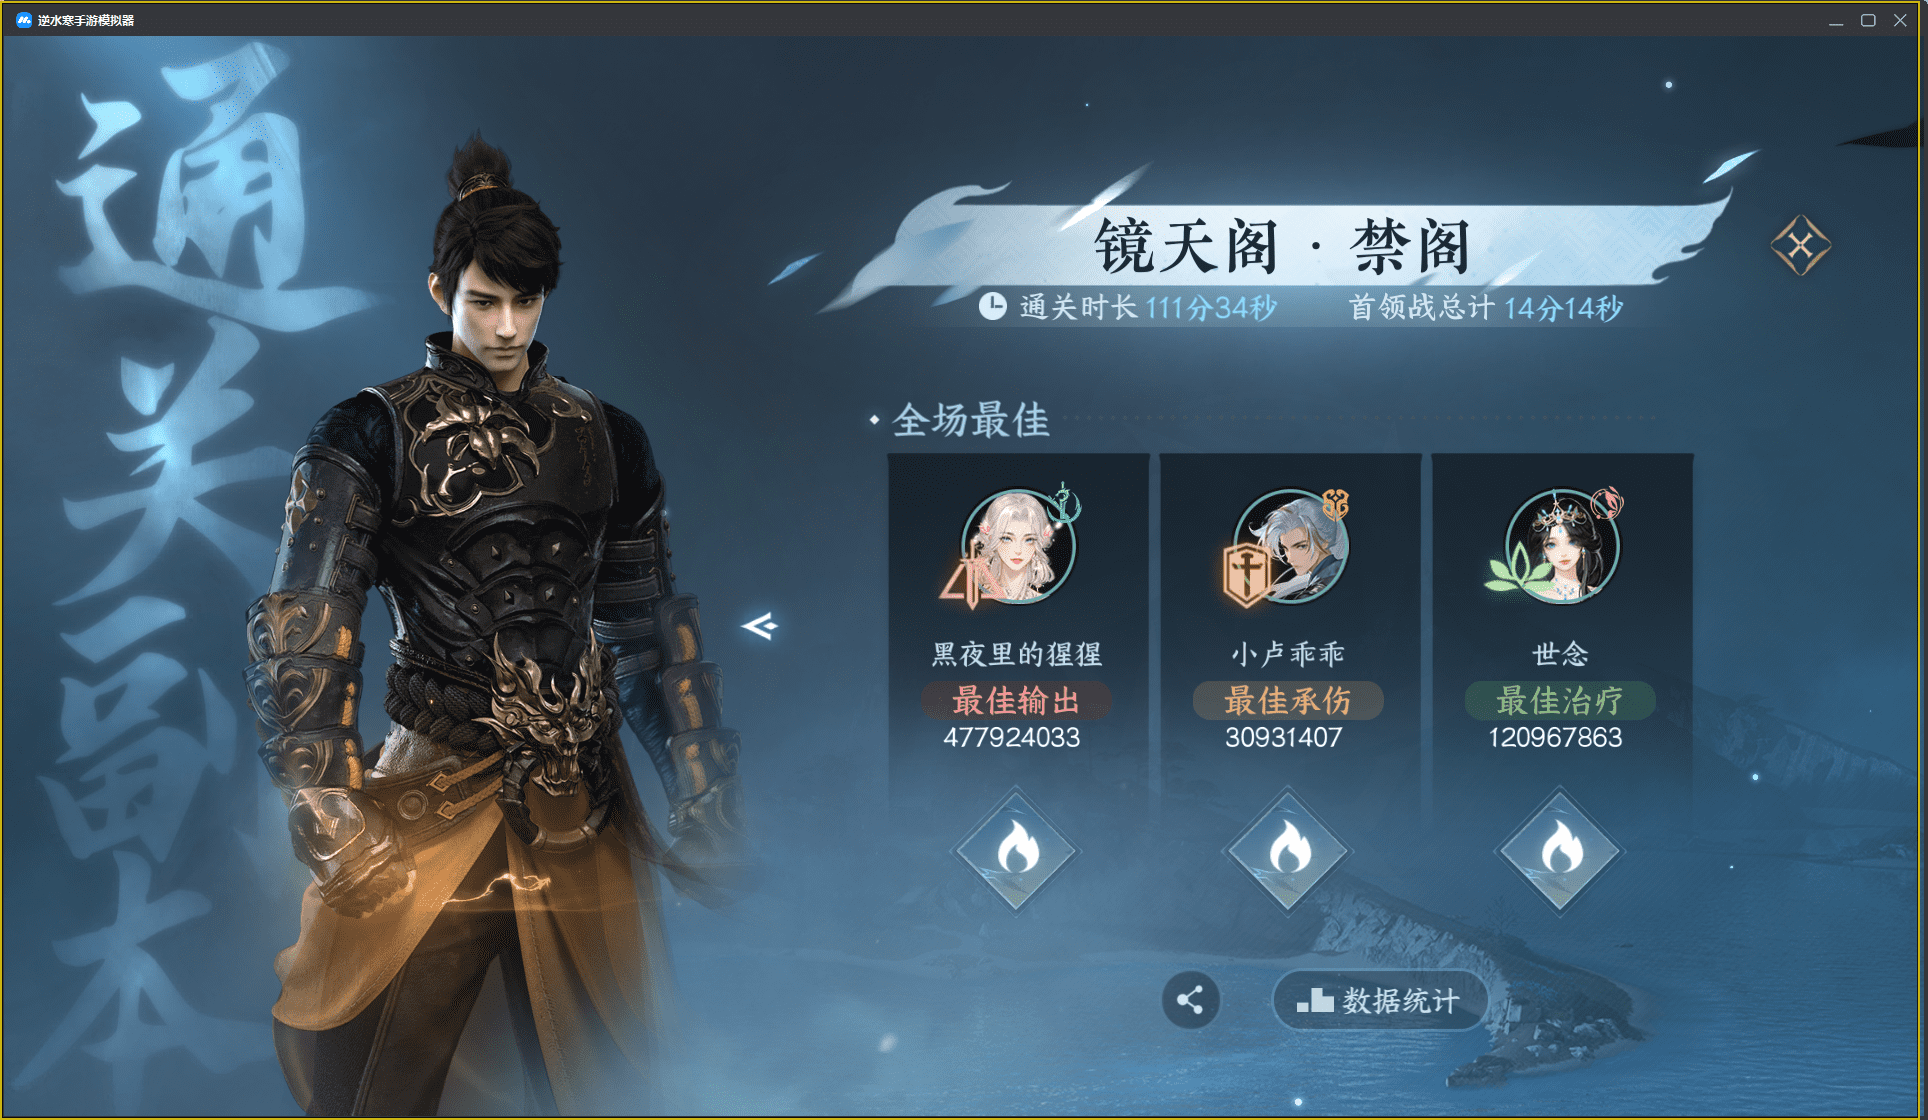 逆水寒手游模拟器
通关副本
镜天阁·禁阁
通关时长 111分34秒 首领战总计 14分14秒
全场最佳
黑夜里的猩猩 小卢乖乖 世念
最佳输出 最佳承伤 最佳治疗
477924033 30931407 120967863
数据统计